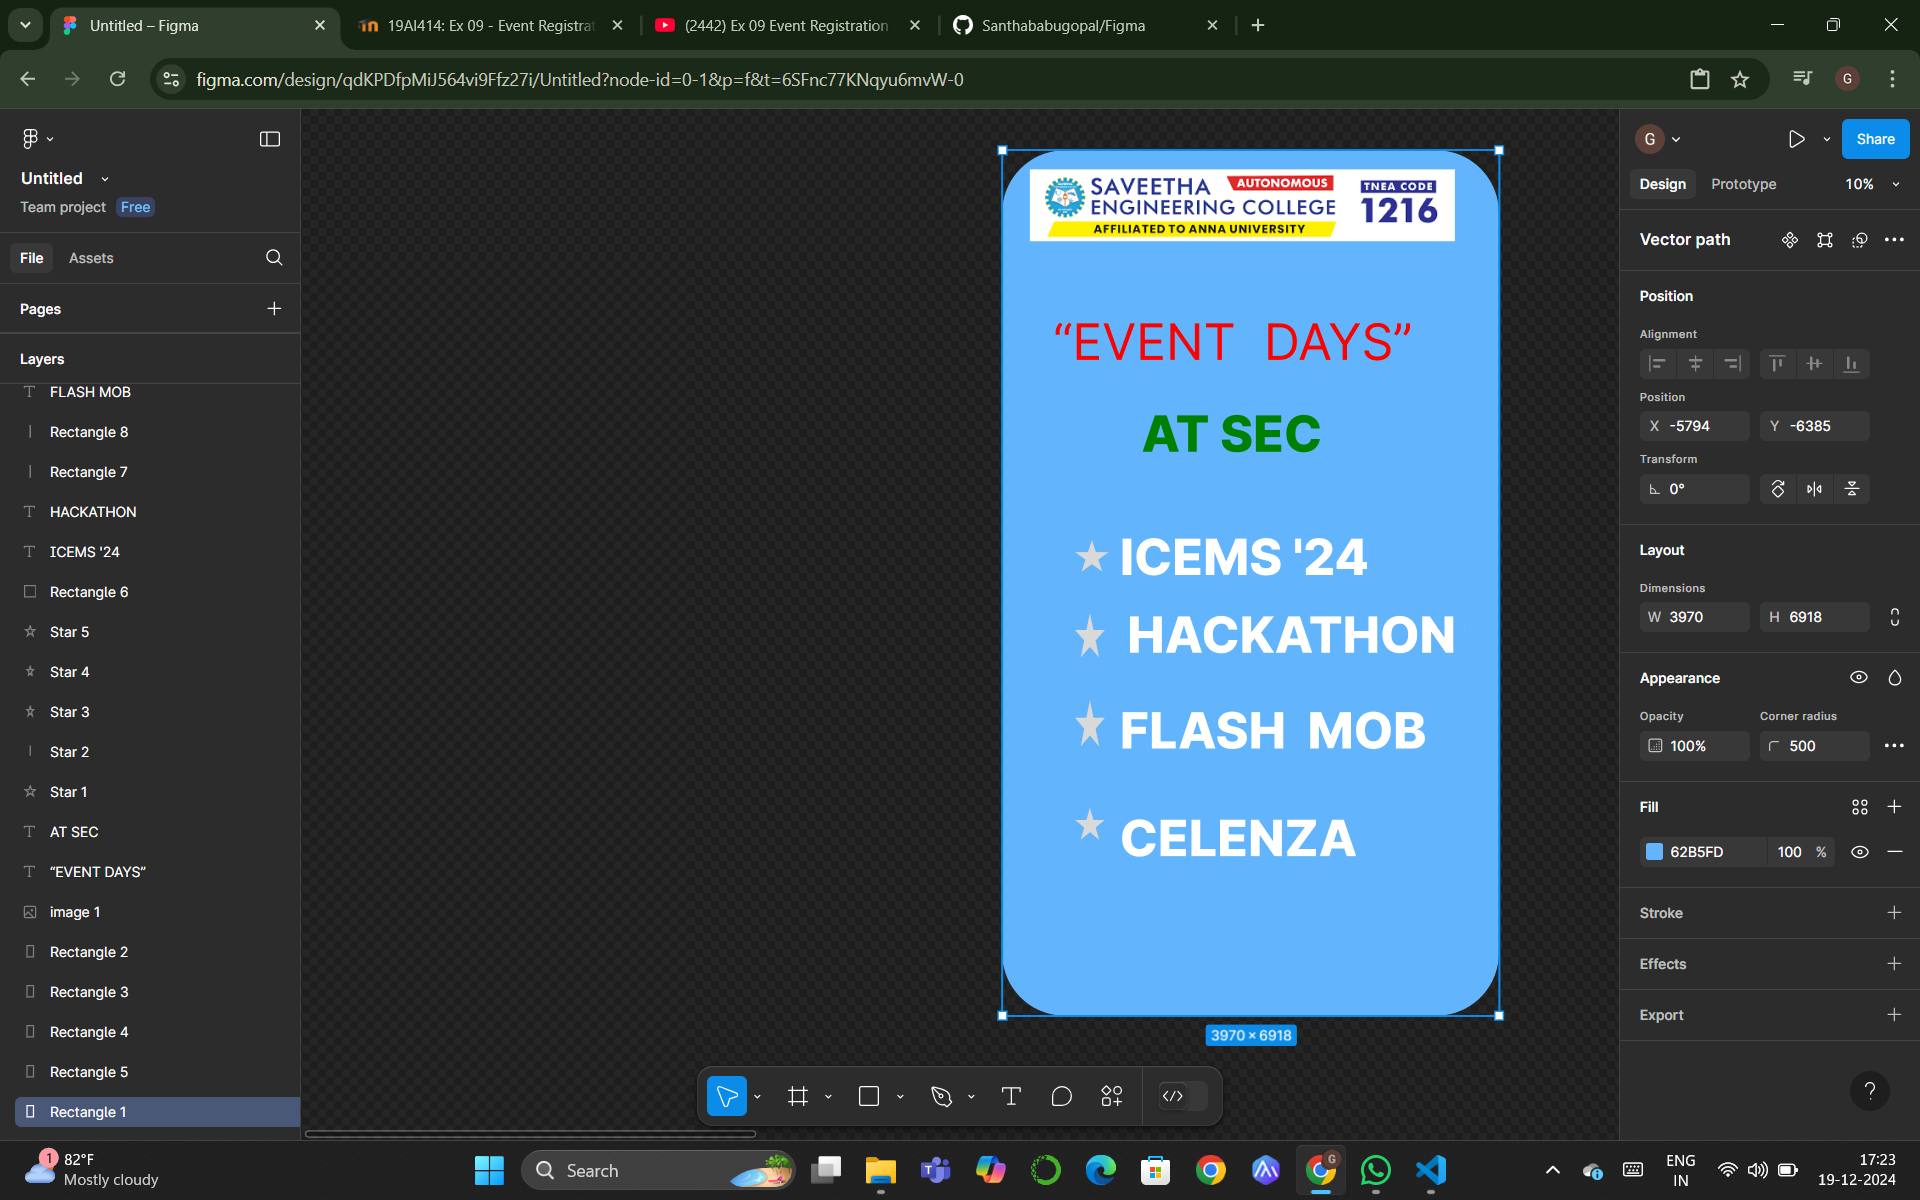 Untitled – Figma
19AI414: Ex 09 - Event Registrat
(2442) Ex 09 Event Registration
Santhababugopal/Figma
figma.com/design/qdKPDfpMiJ564vi9Ffz27i/Untitled?node-id=0-1&p=f&t=6SFnc77KNqyu6mvW-0
G
Untitled
Team project Free
File Assets
Pages
Layers
FLASH MOB
Rectangle 8
Rectangle 7
HACKATHON
ICEMS '24
Rectangle 6
Star 5
Star 4
Star 3
Star 2
Star 1
AT SEC
“EVENT DAYS”
image 1
Rectangle 2
Rectangle 3
Rectangle 4
Rectangle 5
Rectangle 1
SAVEETHA AUTONOMOUS
ENGINEERING COLLEGE
AFFILIATED TO ANNA UNIVERSITY
TNEA CODE
1216
“EVENT DAYS”
AT SEC
ICEMS '24
HACKATHON
FLASH MOB
CELENZA
3970 × 6918
G
Share
Design Prototype 10%
Vector path
Position
Alignment
Position
X -5794 Y -6385
Transform
0°
Layout
Dimensions
W 3970 H 6918
Appearance
Opacity Corner radius
100% 500
Fill
62B5FD 100 %
Stroke
Effects
Export
?
1
82°F
Mostly cloudy
Search
G
ENG
IN
17:23
19-12-2024